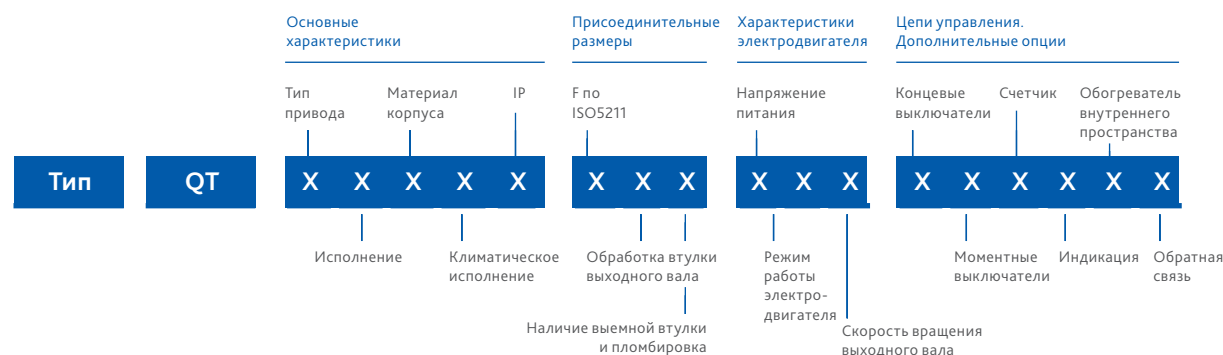 Основные
характеристики
Присоединительные
размеры
Характеристики
электродвигателя
Цепи управления.
Дополнительные опции
Тип
привода
Материал
корпуса
IP
F по
ISO5211
Напряжение
питания
Концевые
выключатели
Счетчик
Обогреватель
внутреннего
пространства
Тип QT X X X X X X X X X X X X X X X X X
Исполнение
Климатическое
исполнение
Обработка втулки
выходного вала
Наличие выемной втулки
и пломбировка
Режим
работы
электро-
двигателя
Скорость вращения
выходного вала
Моментные
выключатели
Индикация
Обратная
связь